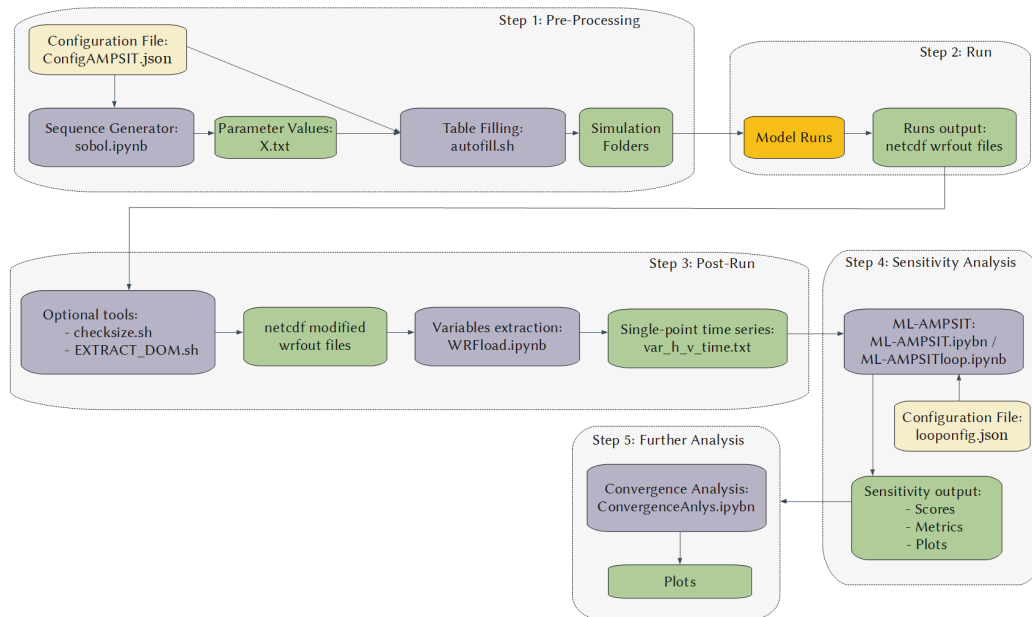 Step 1: Pre-Processing
Configuration File:
ConfigAMPSIT.json
Sequence Generator:
sobol.ipynb
Parameter Values:
X.txt
Table Filling:
autofill.sh
Simulation
Folders
Step 2: Run
Model Runs
Runs output:
netcdf wrfout files
Step 3: Post-Run
Optional tools:
- checksize.sh
- EXTRACT_DOM.sh
netcdf modified
wrfout files
Variables extraction:
WRFload.ipynb
Single-point time series:
var_h_v_time.txt
Step 4: Sensitivity Analysis
ML-AMPSIT:
ML-AMPSIT.ipybn /
ML-AMPSITloop.ipynb
Configuration File:
looponfig.json
Sensitivity output:
- Scores
- Metrics
- Plots
Step 5: Further Analysis
Convergence Analysis:
ConvergenceAnlys.ipybn
Plots